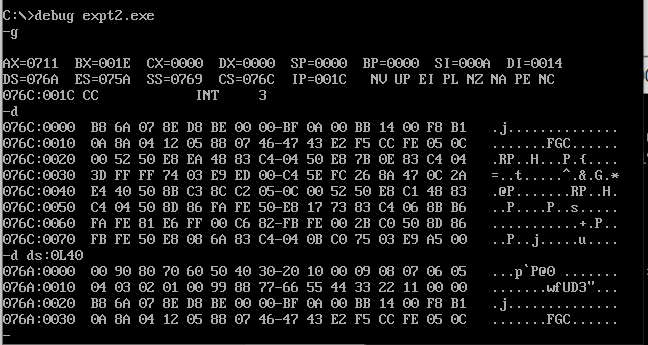 C:\>debug expt2.exe
-g
AX=0711 BX=001E CX=0000 DX=0000 SP=0000 BP=0000 SI=000A DI=0014
DS=076A ES=075A SS=0769 CS=076C IP=001C NV UP EI PL NZ NA PE NC
076C:001C CC INT 3
-d
076C:0000 B8 6A 07 8E D8 BE 00 00-BF 0A 00 BB 14 00 F8 B1 .j..............
076C:0010 0A 8A 04 12 05 88 07 46-47 43 E2 F5 CC FE 05 0C .......FGC......
076C:0020 00 52 50 E8 EA 48 83 C4-04 50 E8 7B 0E 83 C4 04 .RP..H...P.{....
076C:0030 3D FF FF 74 03 E9 ED 00-C4 5E FC 26 8A 47 0C 2A =..t.....^.&.G.*
076C:0040 E4 40 50 8B C3 8C C2 05-0C 00 52 50 E8 C1 48 83 .@P.......RP..H.
076C:0050 C4 04 50 8D 86 FA FE 50-E8 17 73 83 C4 06 8B B6 ..P....P..s.....
076C:0060 FA FE 81 E6 FF 00 C6 82-FB FE 00 2B C0 50 8D 86 ...........+.P..
076C:0070 FB FE 50 E8 08 6A 83 C4-04 0B C0 75 03 E9 A5 00 ..P..j.....u....
-d ds:0L40
076A:0000 00 90 80 70 60 50 40 30-20 10 00 09 08 07 06 05 ...p`P@0 .......
076A:0010 04 03 02 01 00 99 88 77-66 55 44 33 22 11 00 00 .......wfUD3"...
076A:0020 B8 6A 07 8E D8 BE 00 00-BF 0A 00 BB 14 00 F8 B1 .j..............
076A:0030 0A 8A 04 12 05 88 07 46-47 43 E2 F5 CC FE 05 0C .......FGC......
-